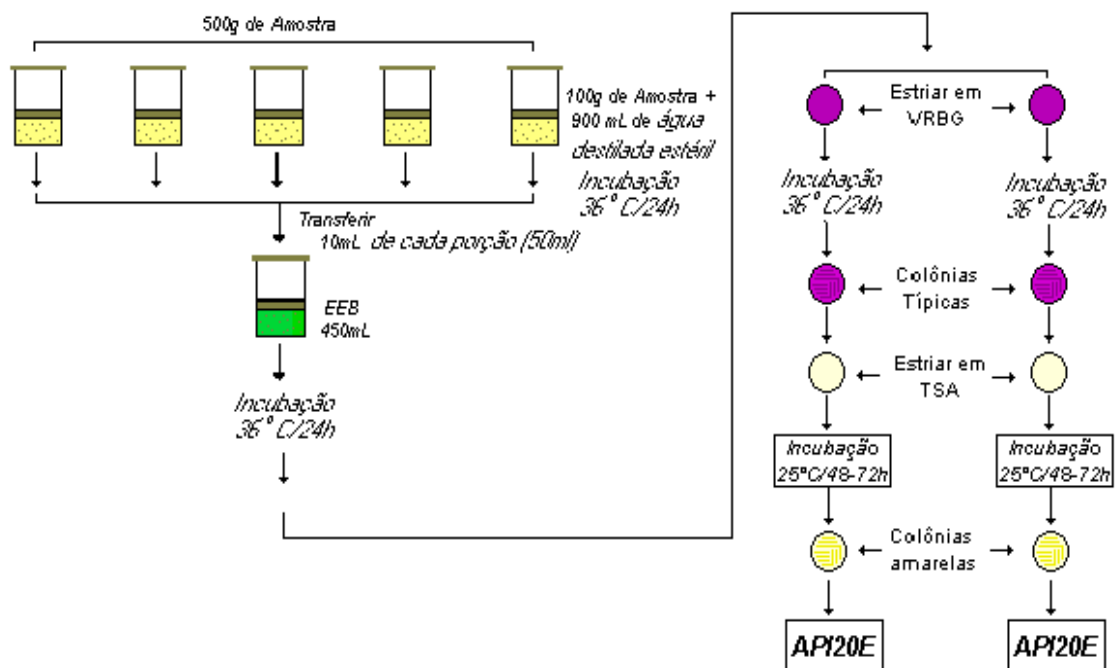 500g de Amostra
100g de Amostra +
900 mL de água
destilada estéril
Incubação
36° C/24h
Transferir
10mL de cada porção (50ml)
EEB
450mL
Incubação
36° C/24h
Estriar em
VRBG
Incubação
36° C/24h
Incubação
36° C/24h
Colônias
Típicas
Estriar em
TSA
Incubação
25°C/48-72h
Incubação
25°C/48-72h
Colônias
amarelas
API20E
API20E